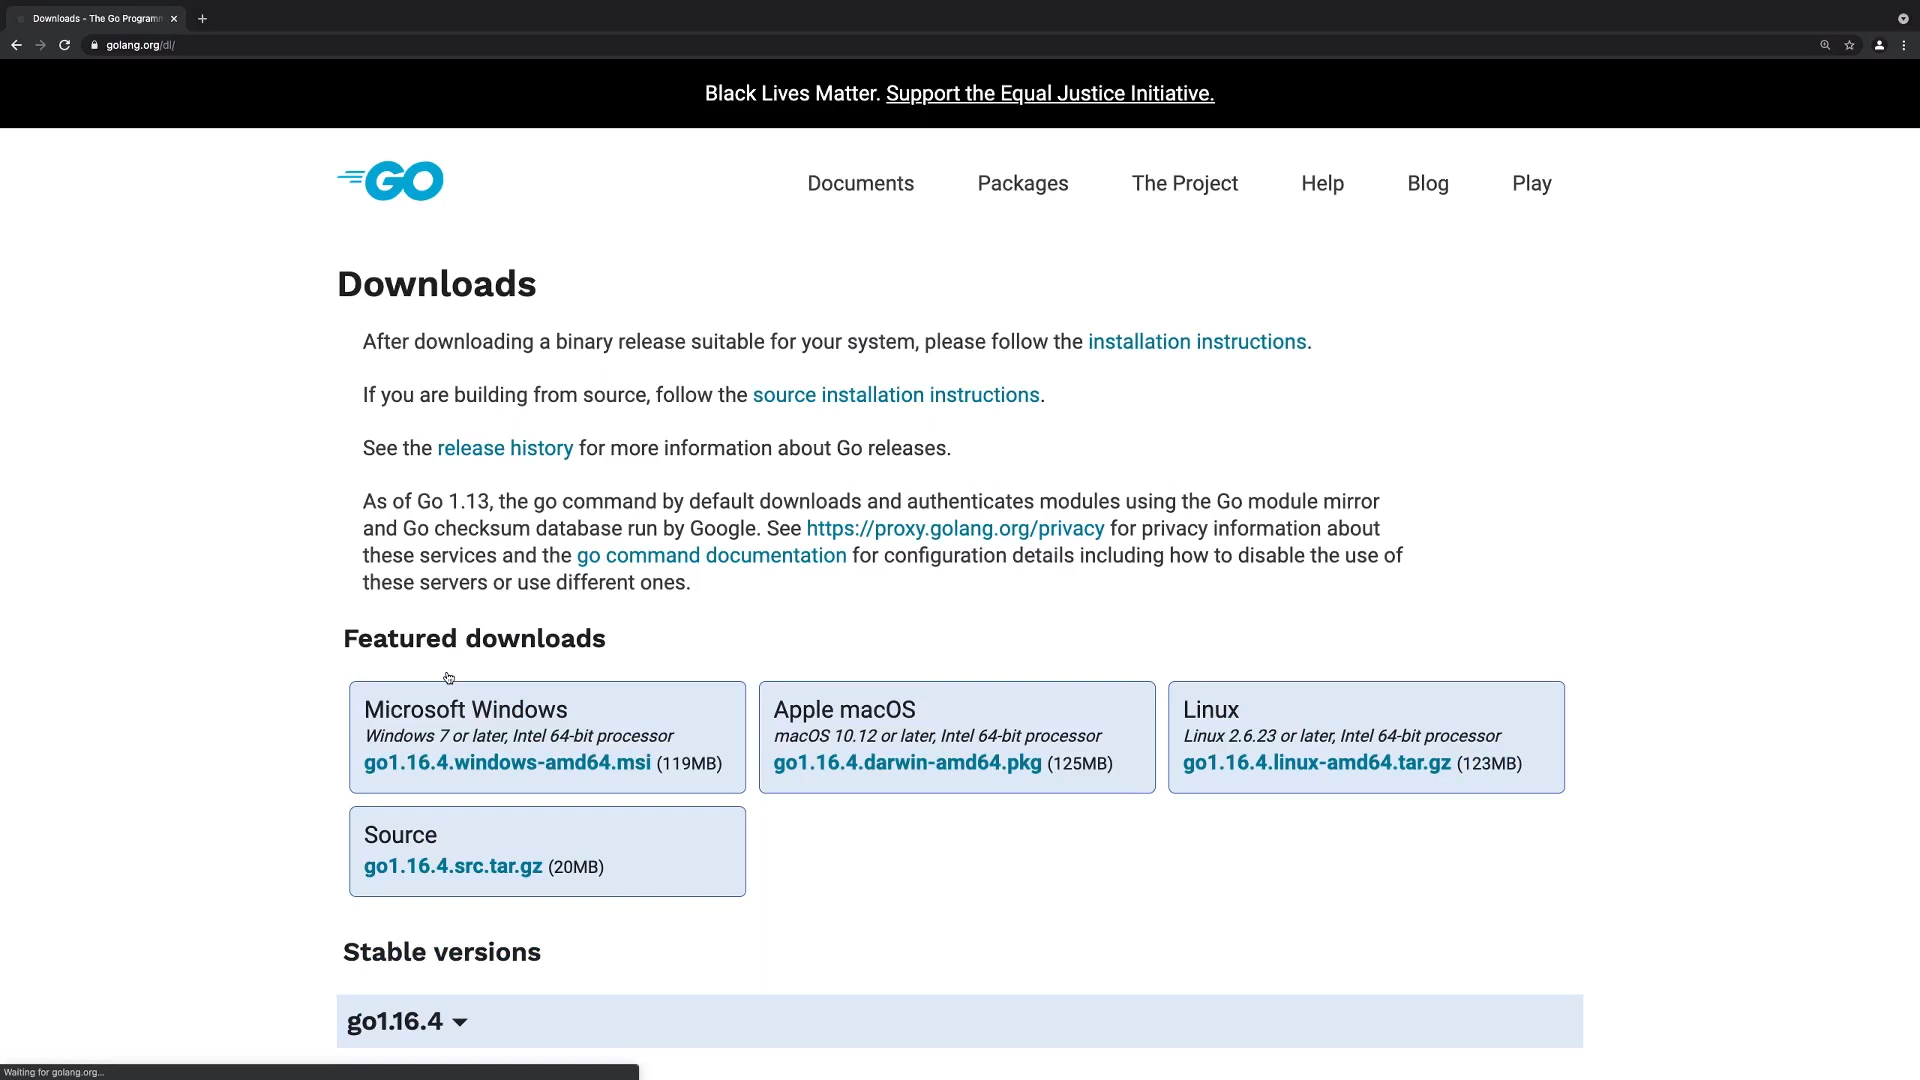 Downloads - The Go Programm
golang.org/dl/
Black Lives Matter. Support the Equal Justice Initiative.
GO
Documents Packages The Project Help Blog Play
Downloads
After downloading a binary release suitable for your system, please follow the installation instructions.
If you are building from source, follow the source installation instructions.
See the release history for more information about Go releases.
As of Go 1.13, the go command by default downloads and authenticates modules using the Go module mirror
and Go checksum database run by Google. See https://proxy.golang.org/privacy for privacy information about
these services and the go command documentation for configuration details including how to disable the use of
these servers or use different ones.
Featured downloads
Microsoft Windows
Windows 7 or later, Intel 64-bit processor
go1.16.4.windows-amd64.msi (119MB)
Apple macOS
macOS 10.12 or later, Intel 64-bit processor
go1.16.4.darwin-amd64.pkg (125MB)
Linux
Linux 2.6.23 or later, Intel 64-bit processor
go1.16.4.linux-amd64.tar.gz (123MB)
Source
go1.16.4.src.tar.gz (20MB)
Stable versions
go1.16.4
Waiting for golang.org...